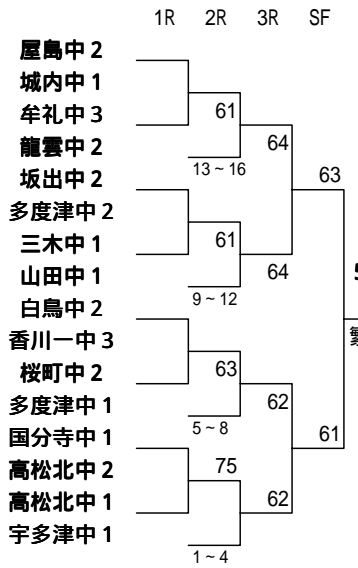 1R 2R 3R SF
屋島中 2
城内中 1
牟礼中 3
61
龍雲中 2
64
13 ~ 16
坂出中 2
63
多度津中 2
三木中 1
61
山田中 1
64
9 ~ 12
白鳥中 2
香川一中 3
桜町中 2
63
多度津中 1
62
5 ~ 8
国分寺中 1
61
高松北中 2
75
高松北中 1
62
宇多津中 1
1 ~ 4